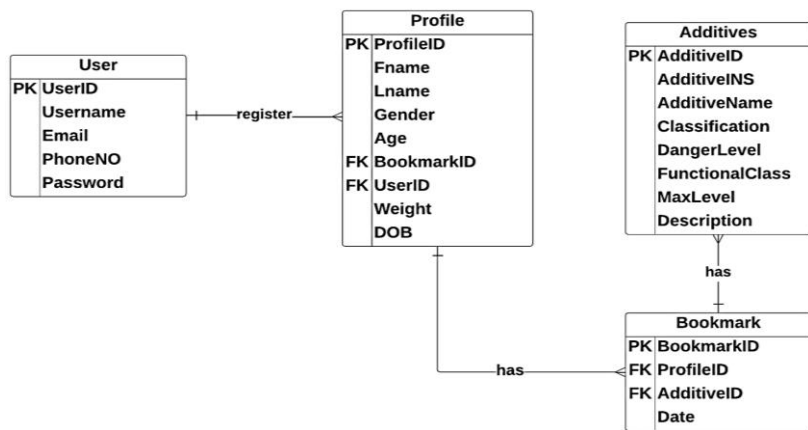 User
PK UserID
Username
Email
PhoneNO
Password
register
Profile
PK ProfileID
Fname
Lname
Gender
Age
FK BookmarkID
FK UserID
Weight
DOB
has
Additives
PK AdditiveID
AdditiveINS
AdditiveName
Classification
DangerLevel
FunctionalClass
MaxLevel
Description
has
Bookmark
PK BookmarkID
FK ProfileID
FK AdditiveID
Date